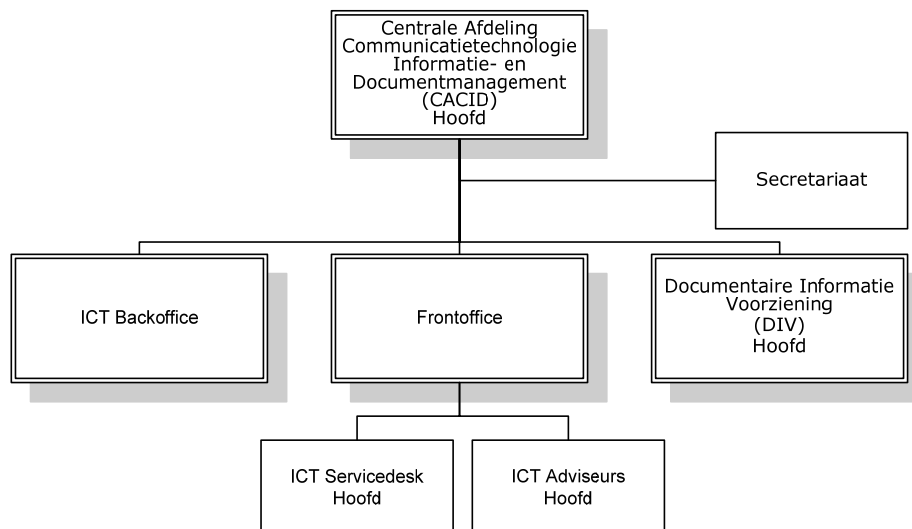 Centrale Afdeling
Communicatietechnologie
Informatie- en
Documentmanagement
(CACID)
Hoofd
Secretariaat
ICT Backoffice
Frontoffice
Documentaire Informatie
Voorziening
(DIV)
Hoofd
ICT Servicedesk
Hoofd
ICT Adviseurs
Hoofd